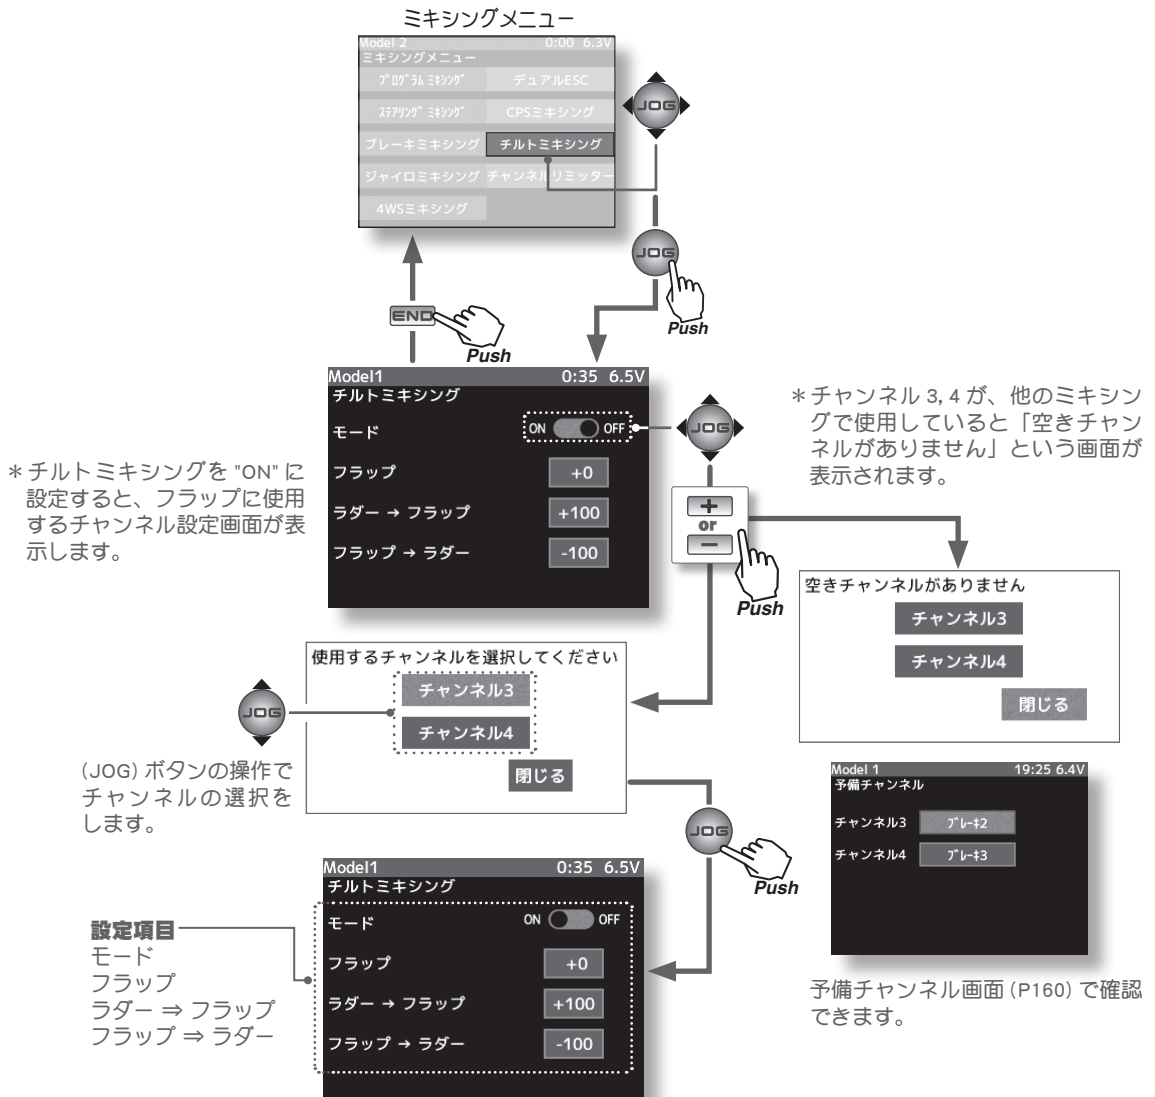 ミキシングメニュー
Model 2 0:00 6.3V
ミキシングメニュー
プログラム ミキシング デュアルESC
ステアリング ミキシング CPSミキシング
ブレーキミキシング チルトミキシング
ジャイロミキシング チャンネルリミッター
4WSミキシング
JOG
JOG
Push
END
Push
Model1 0:35 6.5V
チルトミキシング
モード ON OFF
フラップ +0
ラダー → フラップ +100
フラップ → ラダー -100
JOG
+
or
−
Push
＊チルトミキシングを "ON" に
設定すると、フラップに使用
するチャンネル設定画面が表
示します。
＊チャンネル 3, 4 が、他のミキシン
グで使用していると「空きチャン
ネルがありません」という画面が
表示されます。
空きチャンネルがありません
チャンネル3
チャンネル4
閉じる
使用するチャンネルを選択してください
チャンネル3
チャンネル4
閉じる
JOG
(JOG) ボタンの操作で
チャンネルの選択を
します。
JOG
Push
Model 1 19:25 6.4V
予備チャンネル
チャンネル3 ブレーキ2
チャンネル4 ブレーキ3
予備チャンネル画面 (P160) で確認
できます。
Model1 0:35 6.5V
チルトミキシング
モード ON OFF
フラップ +0
ラダー → フラップ +100
フラップ → ラダー -100
設定項目
モード
フラップ
ラダー ⇒ フラップ
フラップ ⇒ ラダー